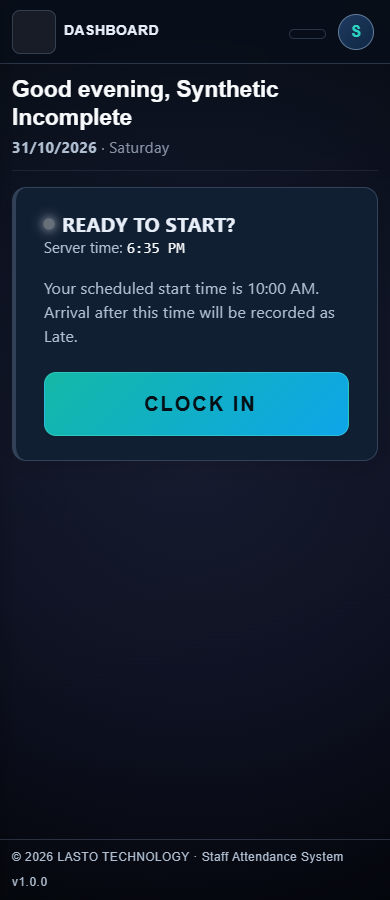 DASHBOARD
S
Good evening, Synthetic
Incomplete
31/10/2026 · Saturday
READY TO START?
Server time: 6:35 PM
Your scheduled start time is 10:00 AM.
Arrival after this time will be recorded as
Late.
CLOCK IN
© 2026 LASTO TECHNOLOGY · Staff Attendance System
v1.0.0